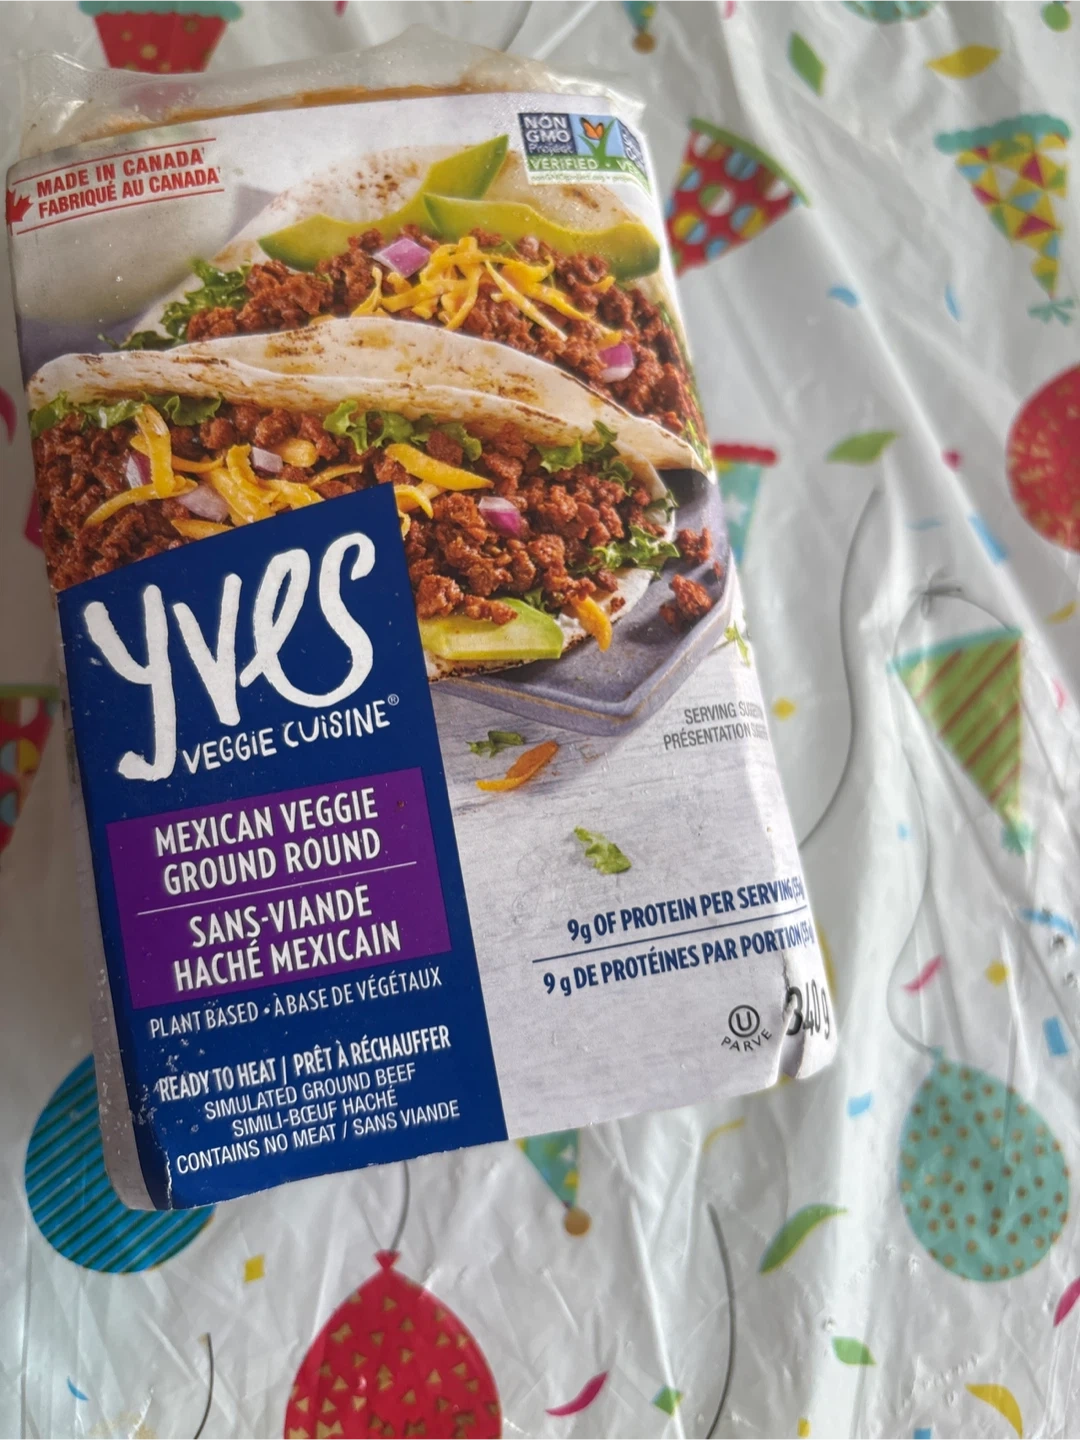 MADE IN CANADA
FABRIQUÉ AU CANADA
NON
GMO
Project
VERIFIED
yves
VEGGIE CUISINE®
MEXICAN VEGGIE
GROUND ROUND
SANS-VIANDE
HACHÉ MEXICAIN
PLANT BASED • À BASE DE VÉGÉTAUX
READY TO HEAT | PRÊT À RÉCHAUFFER
SIMULATED GROUND BEEF
SIMILI-BŒUF HACHÉ
CONTAINS NO MEAT / SANS VIANDE
SERVING
PRÉSENTATION
9g OF PROTEIN PER SERVING
9 g DE PROTÉINES PAR PORTION
U
PARVE
340g